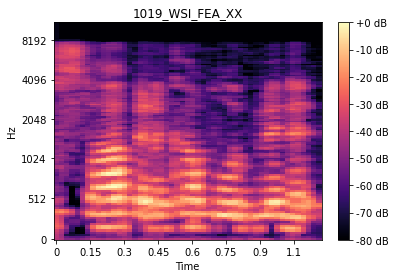 1019_WSI_FEA_XX
+0 dB
8192
-10 dB
4096
-20 dB
-30 dB
2048
Hz
-40 dB
1024
-50 dB
512
-60 dB
-70 dB
0
-80 dB
0 0.15 0.3 0.45 0.6 0.75 0.9 1.1
Time